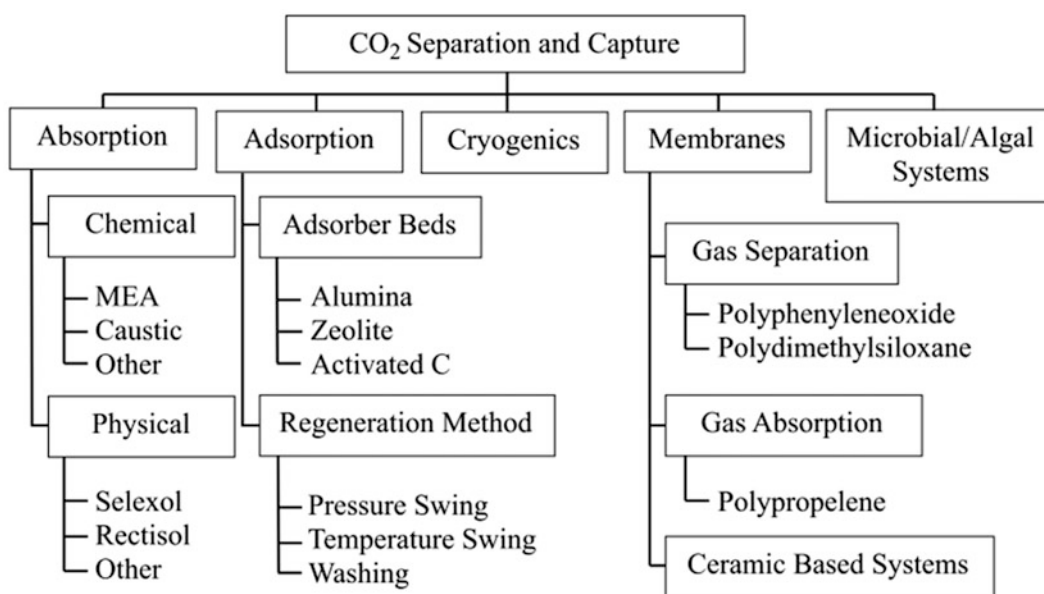 CO₂ Separation and Capture
Absorption
Adsorption
Cryogenics
Membranes
Microbial/Algal
Systems
Chemical
MEA
Caustic
Other
Physical
Selexol
Rectisol
Other
Adsorber Beds
Alumina
Zeolite
Activated C
Regeneration Method
Pressure Swing
Temperature Swing
Washing
Gas Separation
Polyphenyleneoxide
Polydimethylsiloxane
Gas Absorption
Polypropelene
Ceramic Based Systems